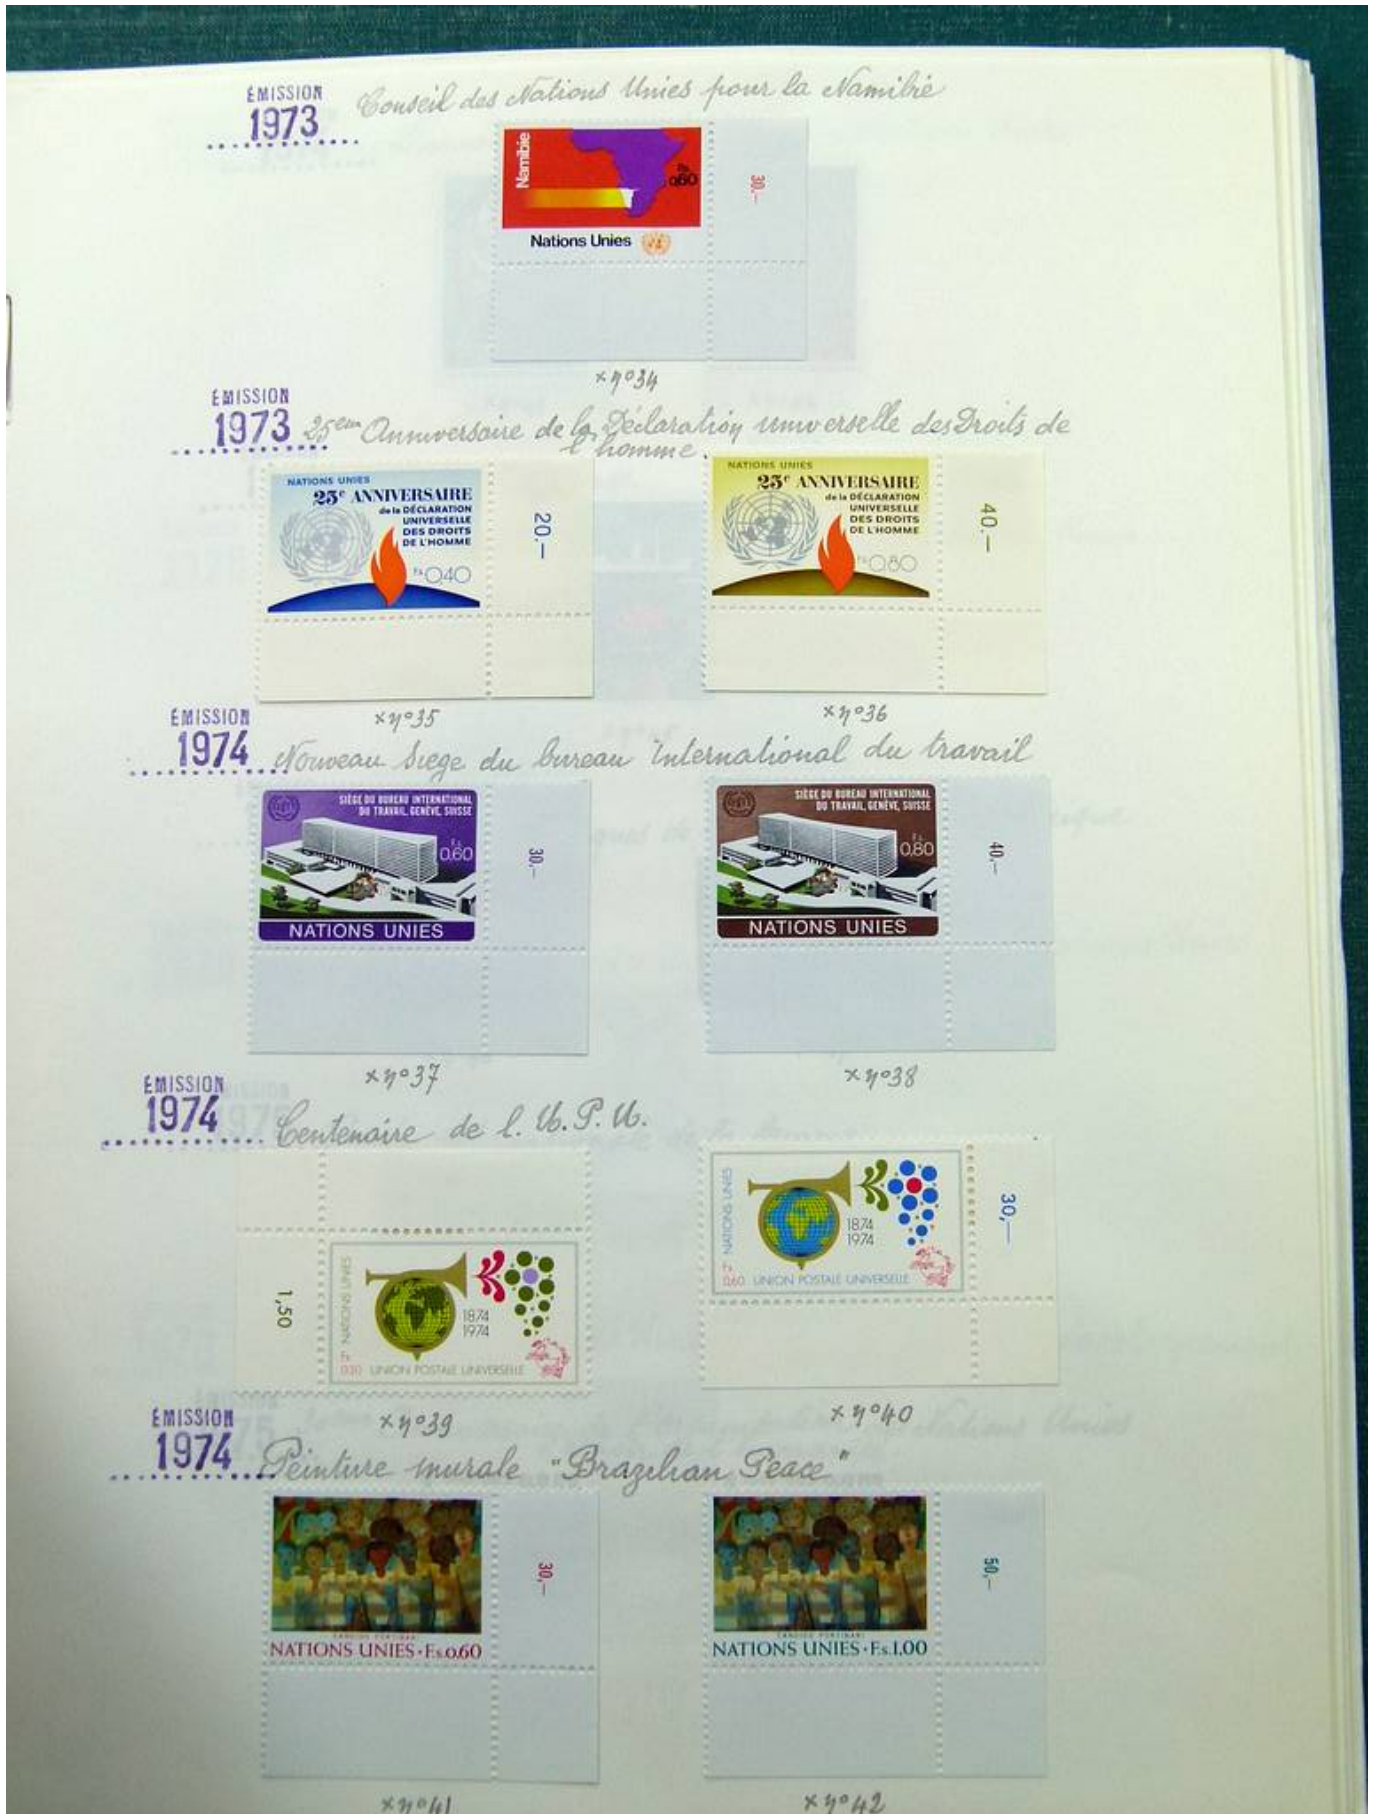 ÉMISSION
1973
Conseil des Nations Unies pour la Namibie
Namibie
Fs.
0,60
30.-
Nations Unies
x n°34
ÉMISSION
1973
25em Anniversaire de la Déclaration universelle des Droits de
l'homme.
NATIONS UNIES
25e ANNIVERSAIRE
de la DÉCLARATION
UNIVERSELLE
DES DROITS
DE L'HOMME
Fs. 0,40
20.-
NATIONS UNIES
25e ANNIVERSAIRE
de la DÉCLARATION
UNIVERSELLE
DES DROITS
DE L'HOMME
Fs. 0,80
40.-
x n°35
x n°36
ÉMISSION
1974
Nouveau Siege du bureau International du travail
SIÈGE DU BUREAU INTERNATIONAL
DU TRAVAIL, GENÈVE, SUISSE
Fs.
0,60
NATIONS UNIES
30.-
SIÈGE DU BUREAU INTERNATIONAL
DU TRAVAIL, GENÈVE, SUISSE
Fs.
0,80
NATIONS UNIES
40.-
x n°37
x n°38
ÉMISSION
1974
Centenaire de l. U.P.U.
1,50
NATIONS UNIES
1874
1974
Fs.
0,30 UNION POSTALE UNIVERSELLE
NATIONS UNIES
1874
1974
Fs.
0,60 UNION POSTALE UNIVERSELLE
30,-
x n°39
x n°40
ÉMISSION
1974
Peinture murale "Brazilian Peace"
CANDIDO PORTINARI
NATIONS UNIES · F.s.0,60
30,-
CANDIDO PORTINARI
NATIONS UNIES · F.s.1.00
50,-
x n°41
x n°42